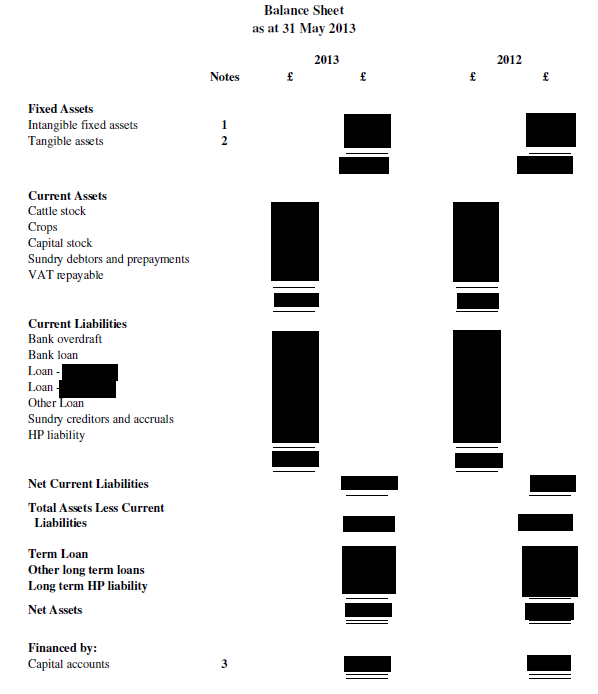 Balance Sheet
as at 31 May 2013
2013 2012
Notes £ £ £ £
Fixed Assets
Intangible fixed assets 1
Tangible assets 2
Current Assets
Cattle stock
Crops
Capital stock
Sundry debtors and prepayments
VAT repayable
Current Liabilities
Bank overdraft
Bank loan
Loan -
Loan -
Other Loan
Sundry creditors and accruals
HP liability
Net Current Liabilities
Total Assets Less Current
Liabilities
Term Loan
Other long term loans
Long term HP liability
Net Assets
Financed by:
Capital accounts 3